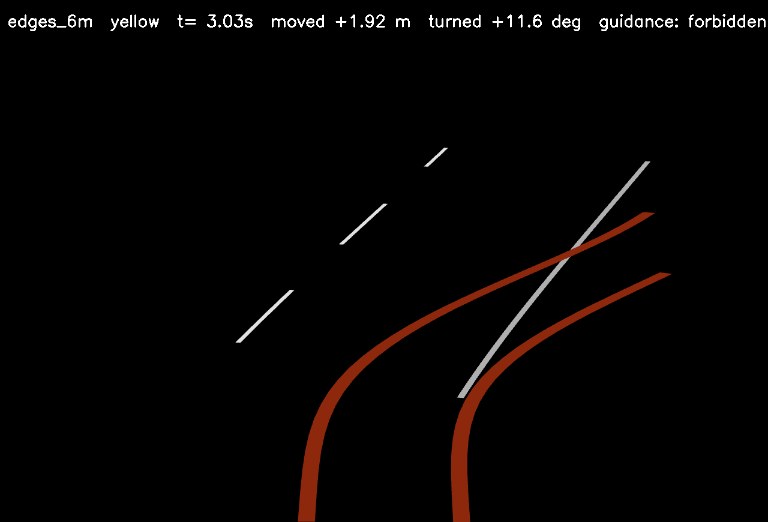 edges_6m yellow t= 3.03s moved +1.92 m turned +11.6 deg guidance: forbidden